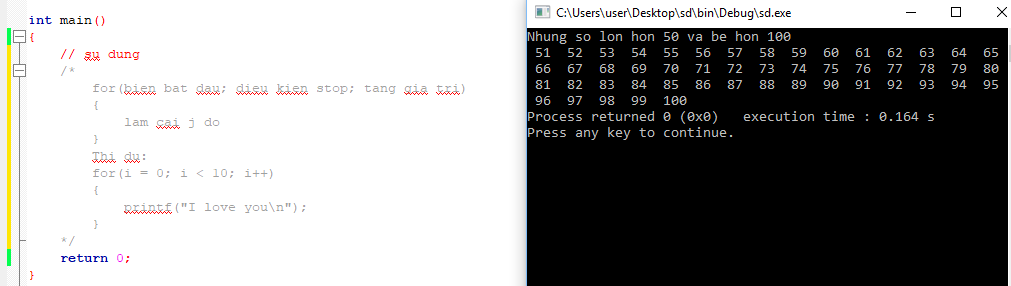 int main()
{
// su dung
/*
for(bien bat dau; dieu kien stop; tang gia tri)
{
lam cai j do
}
Thi du:
for(i = 0; i < 10; i++)
{
printf("I love you\n");
}
*/
return 0;
}
C:\Users\user\Desktop\sd\bin\Debug\sd.exe
Nhung so lon hon 50 va be hon 100
51 52 53 54 55 56 57 58 59 60 61 62 63 64 65
66 67 68 69 70 71 72 73 74 75 76 77 78 79 80
81 82 83 84 85 86 87 88 89 90 91 92 93 94 95
96 97 98 99 100
Process returned 0 (0x0) execution time : 0.164 s
Press any key to continue.